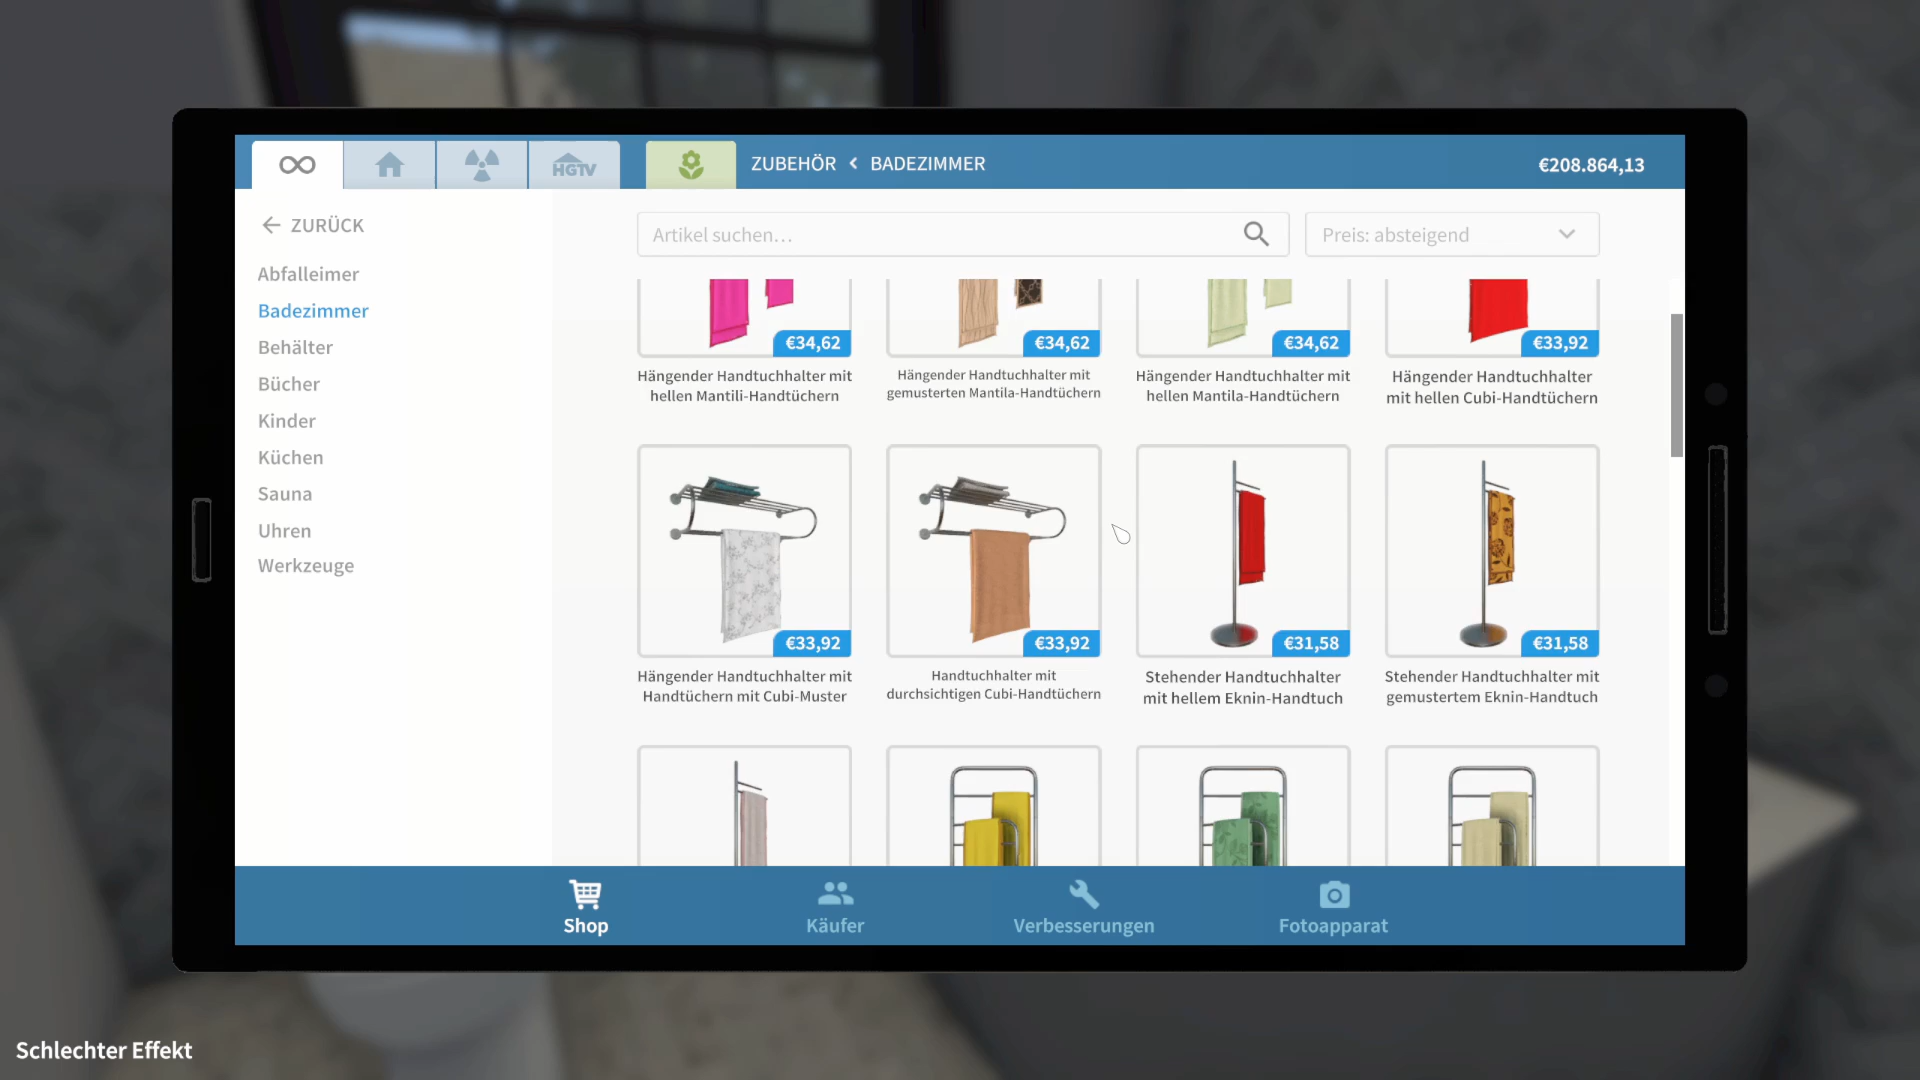 HGTV
ZUBEHÖR < BADEZIMMER
€208.864,13
ZURÜCK
Abfalleimer
Badezimmer
Behälter
Bücher
Kinder
Küchen
Sauna
Uhren
Werkzeuge
Artikel suchen...
Preis: absteigend
€34,62
€34,62
€34,62
€33,92
Hängender Handtuchhalter mit
hellen Mantili-Handtüchern
Hängender Handtuchhalter mit
gemusterten Mantila-Handtüchern
Hängender Handtuchhalter mit
hellen Mantila-Handtüchern
Hängender Handtuchhalter
mit hellen Cubi-Handtüchern
€33,92
€33,92
€31,58
€31,58
Hängender Handtuchhalter mit
Handtüchern mit Cubi-Muster
Handtuchhalter mit
durchsichtigen Cubi-Handtüchern
Stehender Handtuchhalter
mit hellem Eknin-Handtuch
Stehender Handtuchhalter mit
gemustertem Eknin-Handtuch
Shop
Käufer
Verbesserungen
Fotoapparat
Schlechter Effekt